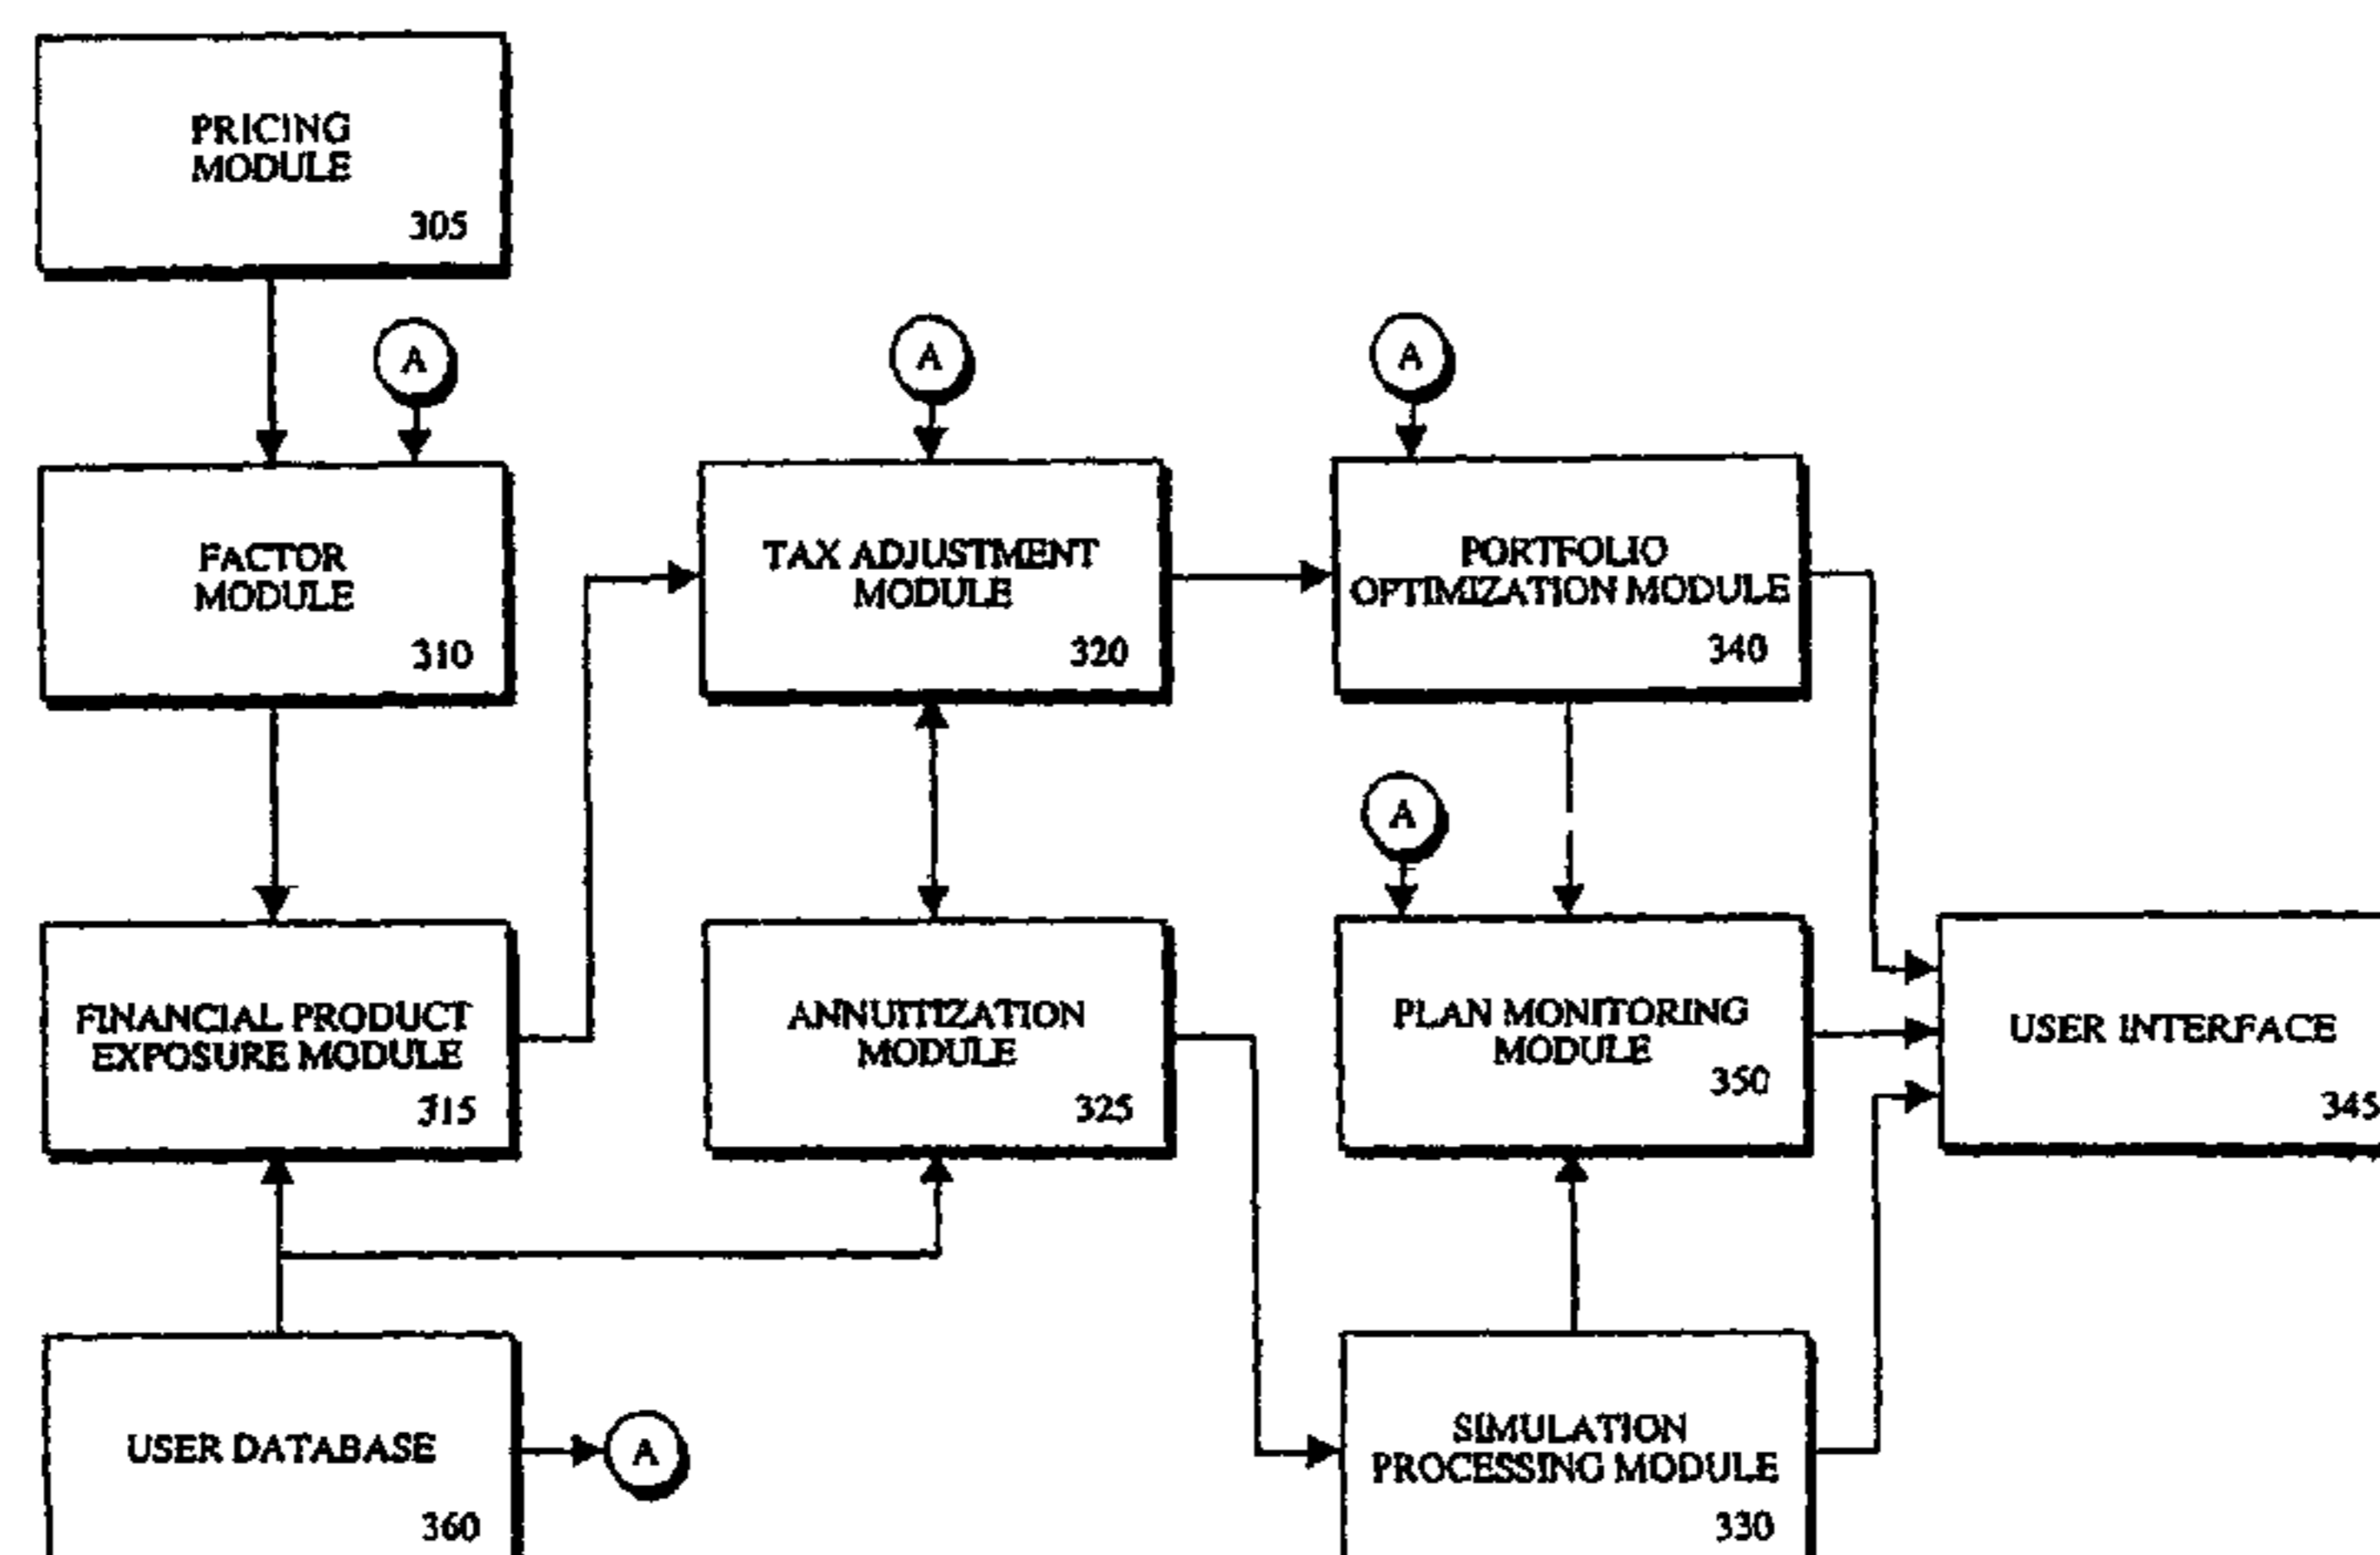 PRICING
MODULE
305
A
A
A
FACTOR
MODULE
310
TAX ADJUSTMENT
MODULE
320
PORTFOLIO
OPTIMIZATION MODULE
340
A
FINANCIAL PRODUCT
EXPOSURE MODULE
315
ANNUITIZATION
MODULE
325
PLAN MONITORING
MODULE
350
USER INTERFACE
345
USER DATABASE
360
A
SIMULATION
PROCESSING MODULE
330